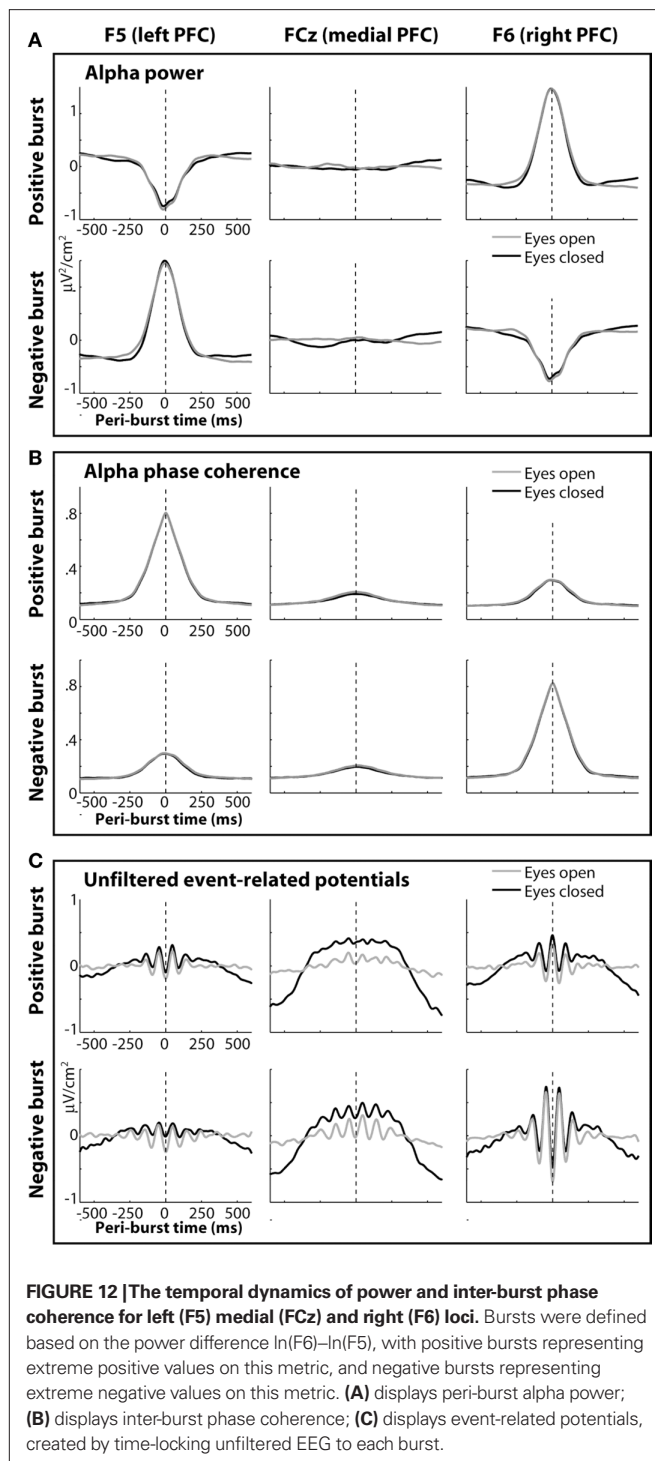 F5 (left PFC) FCz (medial PFC) F6 (right PFC)
A
Alpha power
Positive burst
1
0
-1
-500 -250 0 250 500
Eyes open
Eyes closed
Negative burst
µV²/cm²
1
0
-1
-500 -250 0 250 500
Peri-burst time (ms)
B
Alpha phase coherence
Eyes open
Eyes closed
Positive burst
.8
.4
0
-500 -250 0 250 500
Negative burst
.8
.4
0
-500 -250 0 250 500
Peri-burst time (ms)
C
Unfiltered event-related potentials
Eyes open
Eyes closed
Positive burst
1
0
-1
-500 -250 0 250 500
Negative burst
µV/cm²
0
-1
-500 -250 0 250 500
Peri-burst time (ms)
FIGURE 12 | The temporal dynamics of power and inter-burst phase
coherence for left (F5) medial (FCz) and right (F6) loci. Bursts were defined
based on the power difference ln(F6)–ln(F5), with positive bursts representing
extreme positive values on this metric, and negative bursts representing
extreme negative values on this metric. (A) displays peri-burst alpha power;
(B) displays inter-burst phase coherence; (C) displays event-related potentials,
created by time-locking unfiltered EEG to each burst.